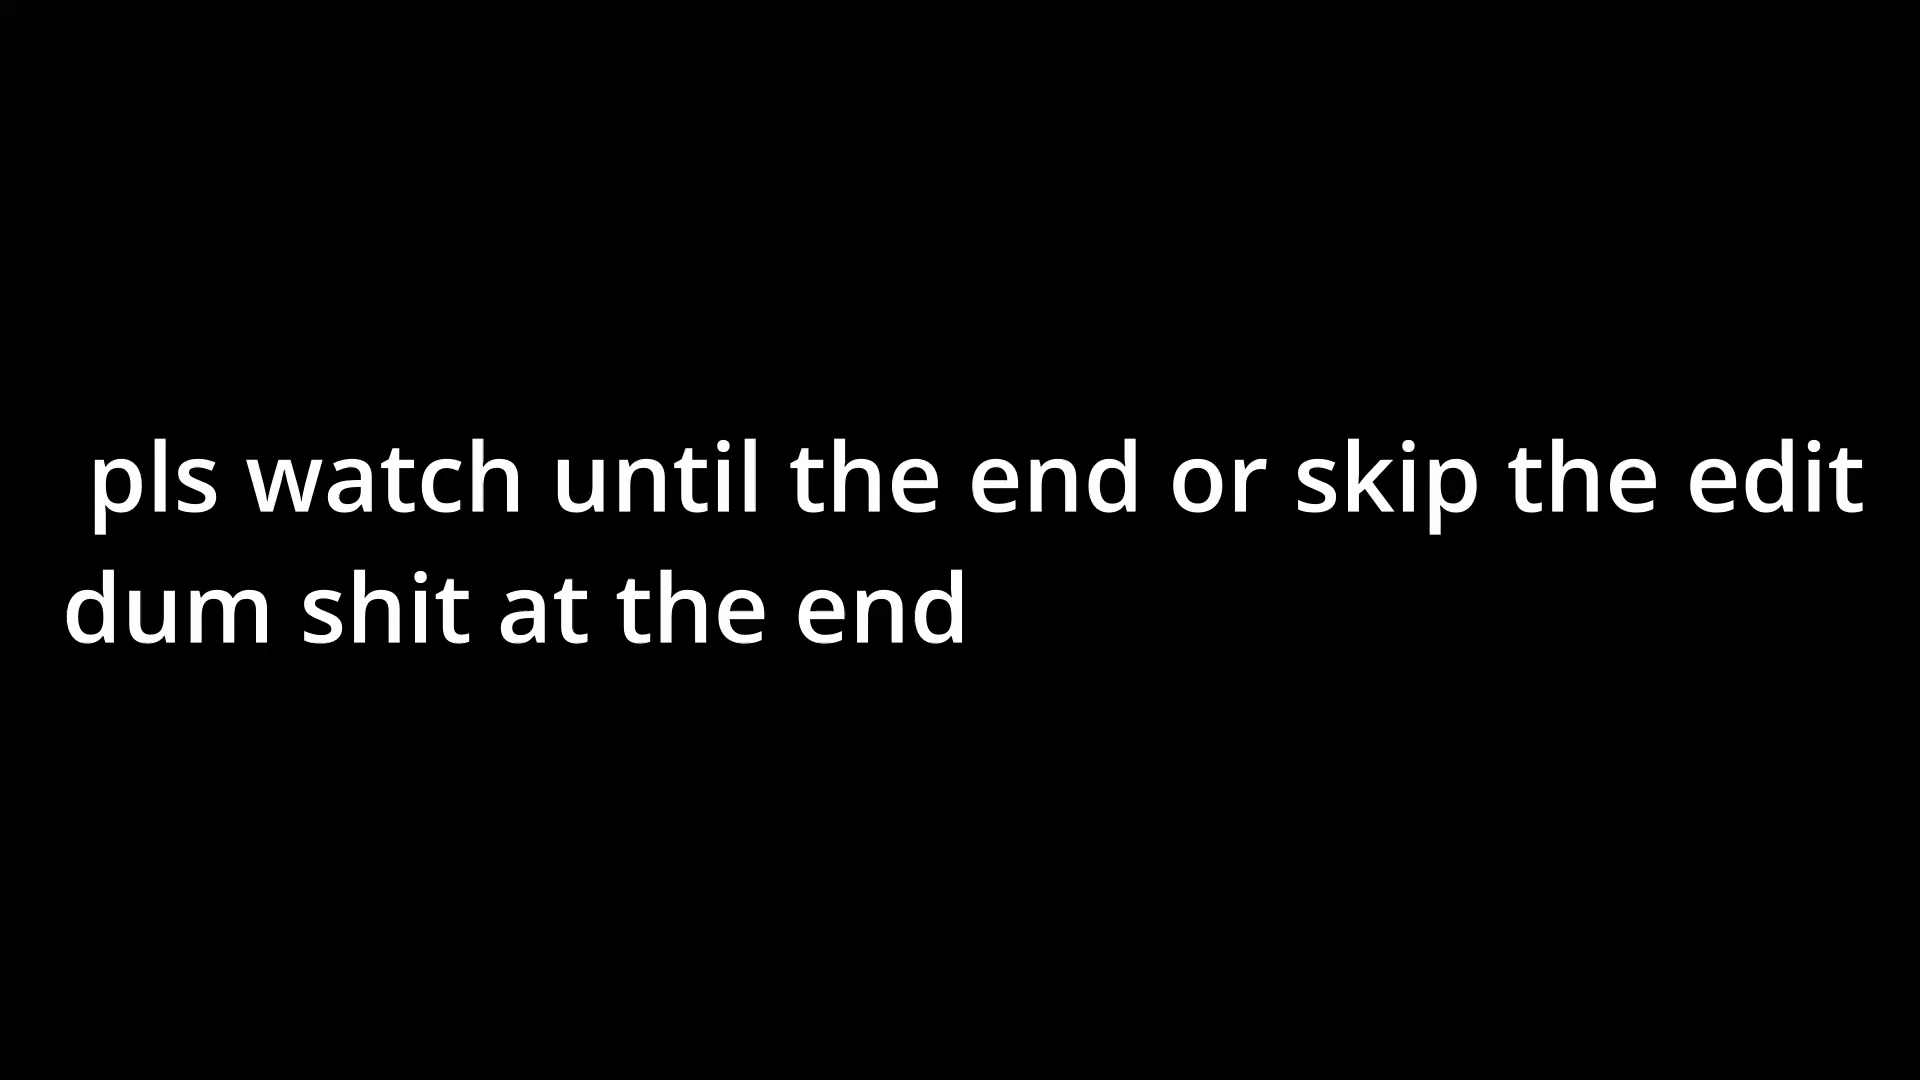 pls watch until the end or skip the edit
dum shit at the end